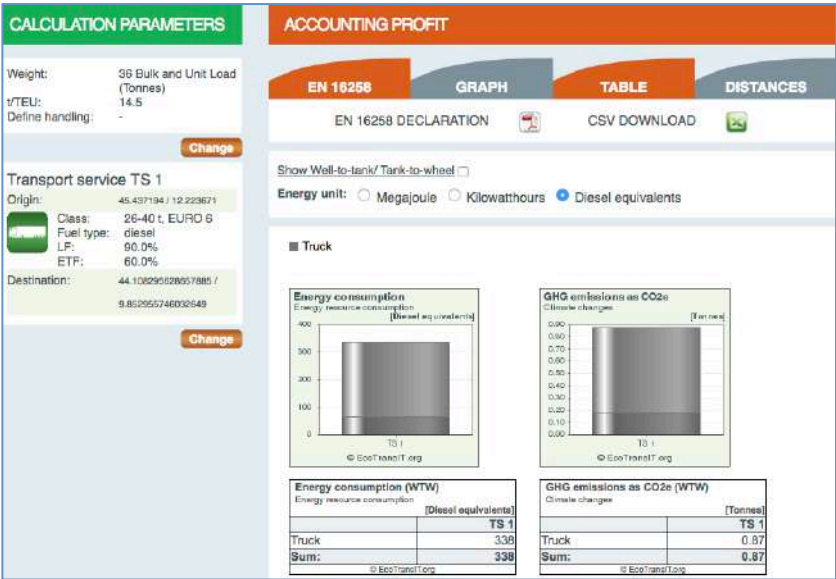 CALCULATION PARAMETERS
Weight: 36 Bulk and Unit Load
(Tonnes)
t/TEU: 14.5
Define handling: -
Change
Transport service TS 1
Origin: 45.437194 / 12.223671
Class: 26-40 t, EURO 6
Fuel type: diesel
LF: 90.0%
ETF: 60.0%
Destination: 44.108295628657885 /
9.852955746032649
Change
ACCOUNTING PROFIT
EN 16258 GRAPH TABLE DISTANCES
EN 16258 DECLARATION CSV DOWNLOAD
Show Well-to-tank/ Tank-to-wheel
Energy unit: Megajoule Kilowatthours Diesel equivalents
Truck
Energy consumption
Energy resource consumption
[Diesel equivalents]
400
300
200
100
0
TS 1
© EcoTransIT.org
GHG emissions as CO2e
Climate changes
[Tonnes]
0.90
0.80
0.70
0.60
0.50
0.40
0.30
0.20
0.10
0.00
TS 1
© EcoTransIT.org
Energy consumption (WTW)
Energy resource consumption
[Diesel equivalents]
TS 1
Truck 338
Sum: 338
© EcoTransIT.org
GHG emissions as CO2e (WTW)
Climate changes
[Tonnes]
TS 1
Truck 0.87
Sum: 0.87
© EcoTransIT.org